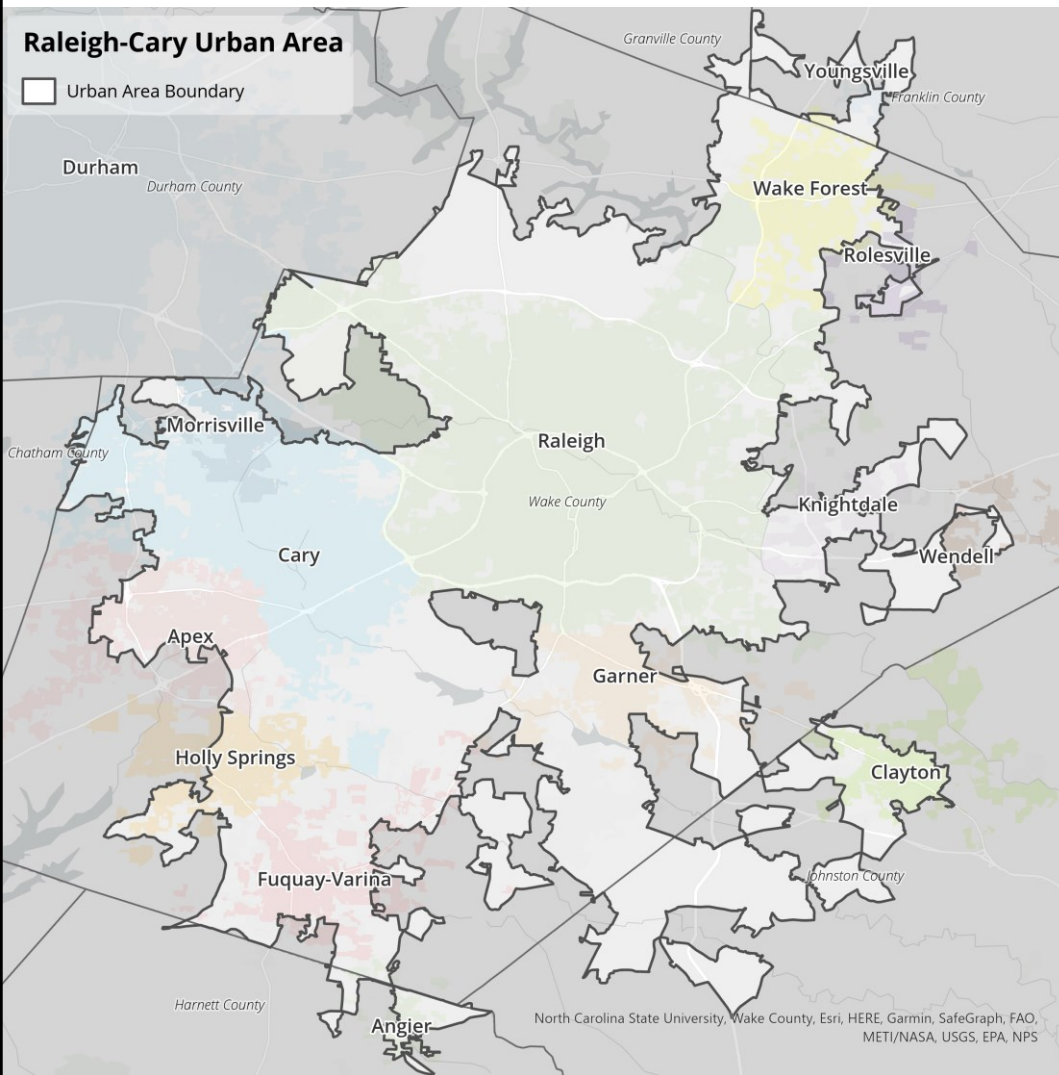 Raleigh-Cary Urban Area
Urban Area Boundary
Granville County
Youngsville
Franklin County
Durham
Durham County
Wake Forest
Rolesville
Morrisville
Chatham County
Raleigh
Wake County
Knightdale
Cary
Wendell
Apex
Garner
Holly Springs
Clayton
Fuquay-Varina
Johnston County
Harnett County
Angier
North Carolina State University, Wake County, Esri, HERE, Garmin, SafeGraph, FAO,
METI/NASA, USGS, EPA, NPS